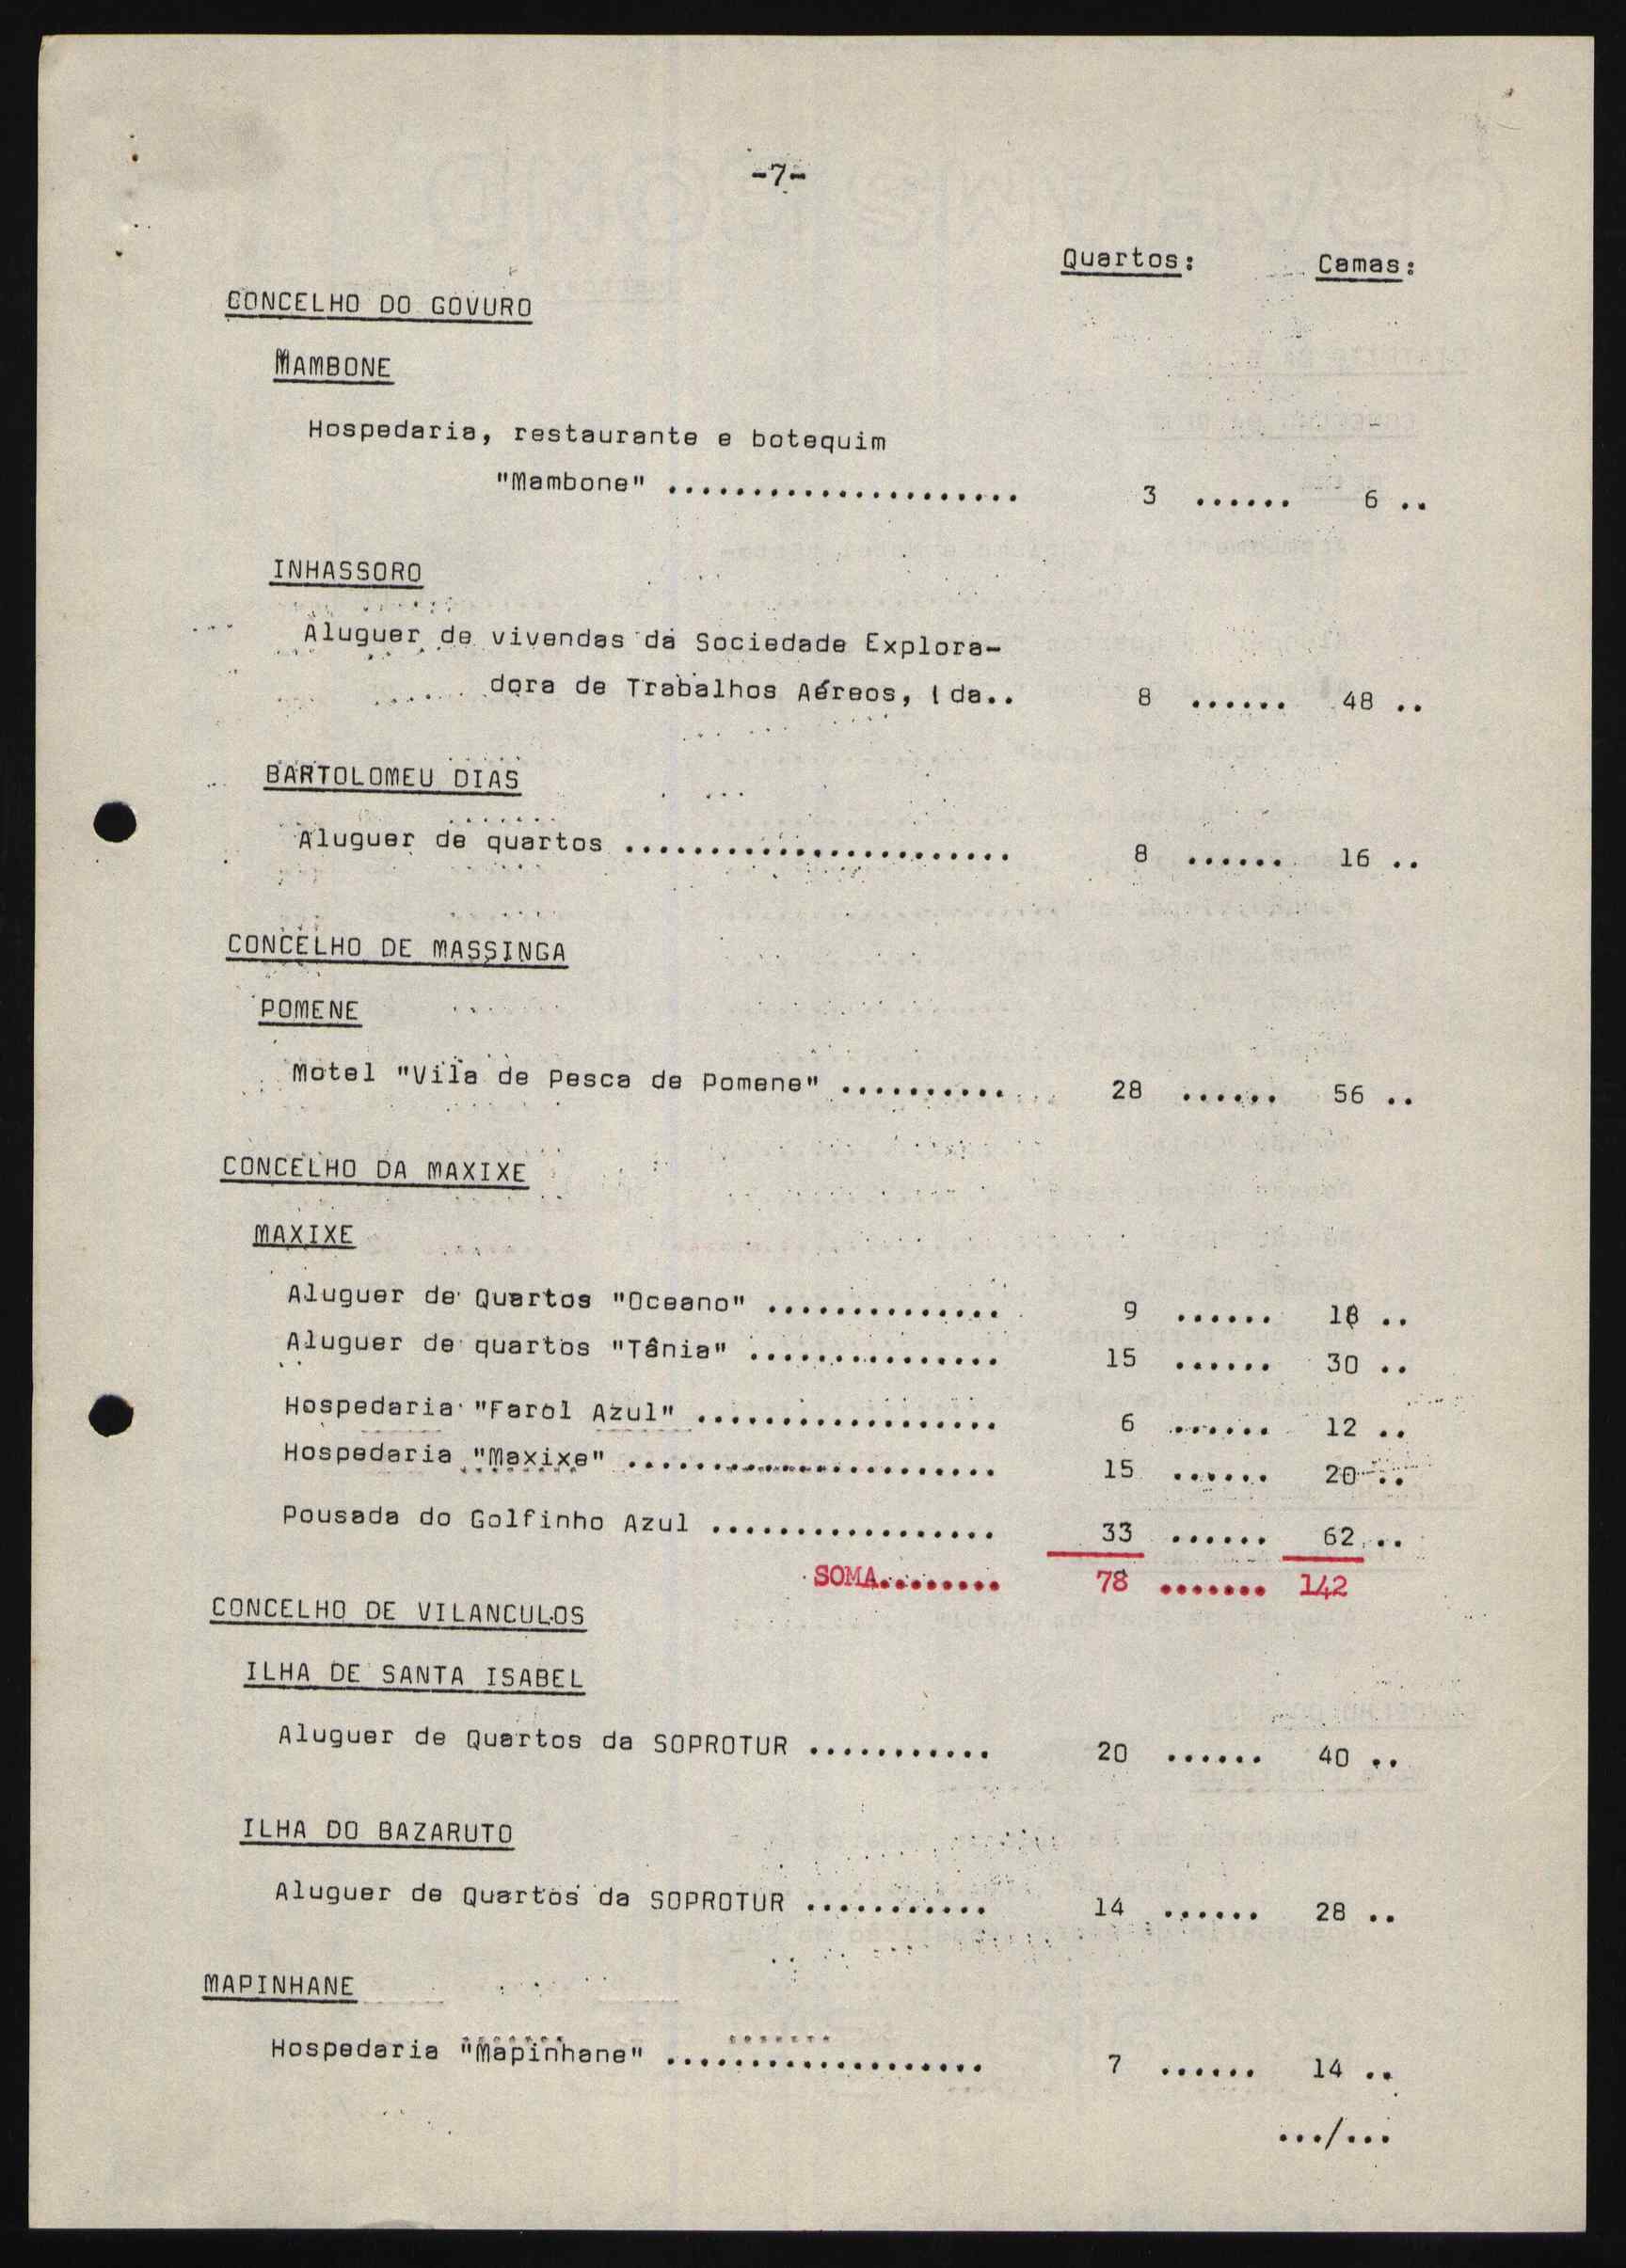 -7-
Quartos: Camas:
CONCELHO DO GOVURO
MAMBONE
Hospedaria, restaurante e botequim
"Mambone" ..................... 3 ...... 6 ..
INHASSORO
Aluguer de vivendas da Sociedade Explora-
dora de Trabalhos Aéreos, lda.. 8 ...... 48 ..
BARTOLOMEU DIAS
Aluguer de quartos ....................... 8 ...... 16 ..
CONCELHO DE MASSINGA
POMENE
Motel "Vila de Pesca de Pomene" .......... 28 ...... 56 ..
CONCELHO DA MAXIXE
MAXIXE
Aluguer de Quartos "Oceano" .............. 9 ...... 18 ..
Aluguer de quartos "Tânia" ............... 15 ...... 30 ..
Hospedaria "Farol Azul" .................. 6 ...... 12 ..
Hospedaria "Maxixe" ...................... 15 ...... 20 ..
Pousada do Golfinho Azul ................. 33 ...... 62 ..
SOMA........ 78 ....... 142
CONCELHO DE VILANCULOS
ILHA DE SANTA ISABEL
Aluguer de Quartos da SOPROTUR ........... 20 ...... 40 ..
ILHA DO BAZARUTO
Aluguer de Quartos da SOPROTUR ........... 14 ...... 28 ..
MAPINHANE
Hospedaria "Mapinhane" ................... 7 ...... 14 ..
.../...